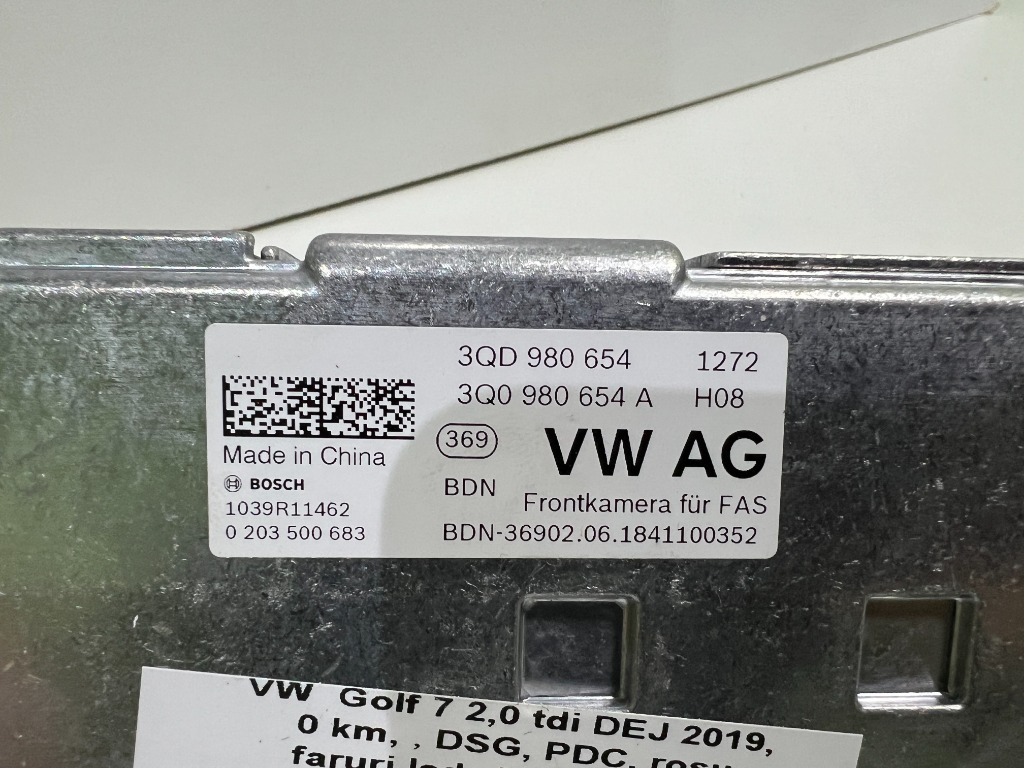 3QD 980 654 1272
3Q0 980 654 A H08
369 VW AG
Made in China
BOSCH
BDN Frontkamera für FAS
1039R11462
0 203 500 683 BDN-36902.06.1841100352
VW Golf 7 2,0 tdi DEJ 2019,
0 km, , DSG, PDC,
faruri